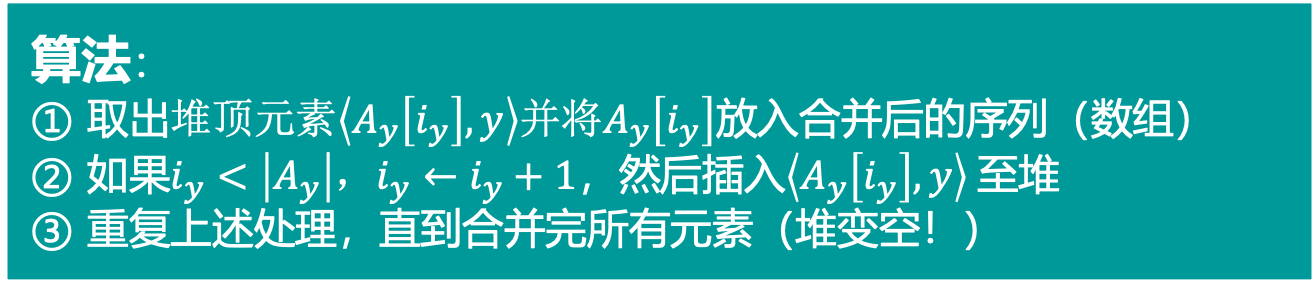 算法:
① 取出堆顶元素⟨A_y[i_y], y⟩并将A_y[i_y]放入合并后的序列（数组）
② 如果i_y < |A_y|，i_y ← i_y + 1，然后插入⟨A_y[i_y], y⟩ 至堆
③ 重复上述处理，直到合并完所有元素（堆变空！）